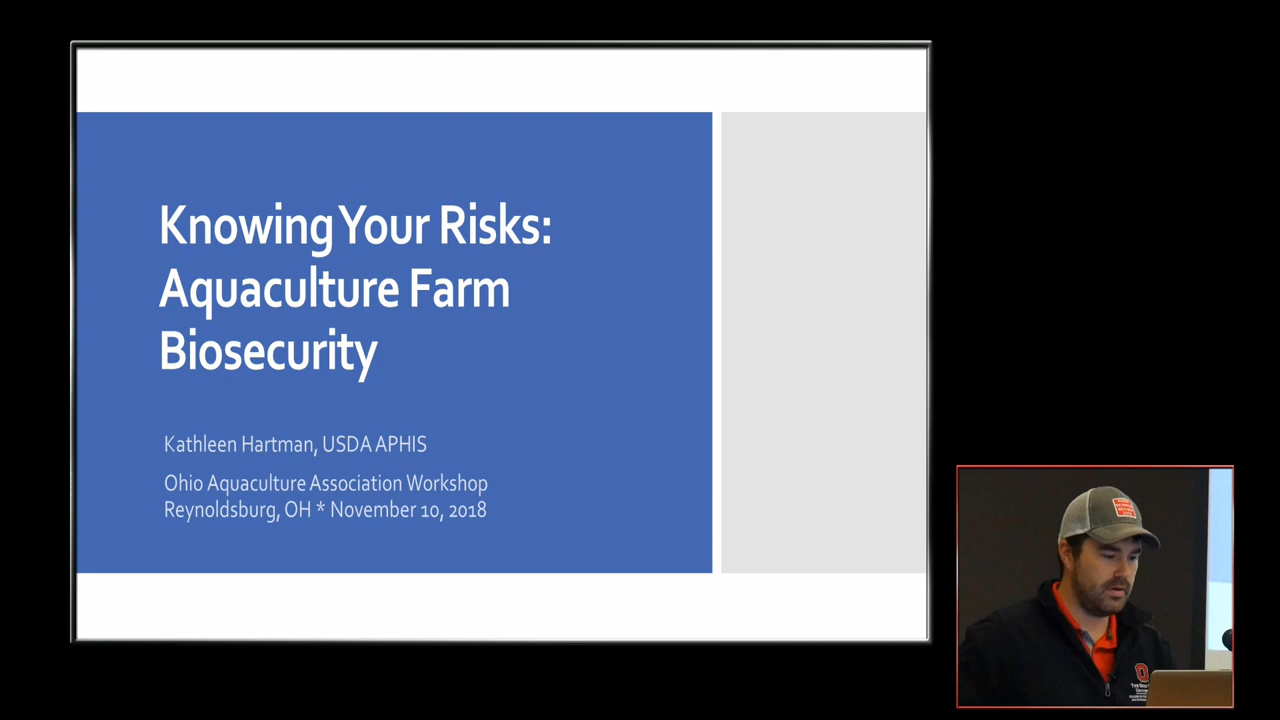 Knowing Your Risks:
Aquaculture Farm
Biosecurity
Kathleen Hartman, USDA APHIS
Ohio Aquaculture Association Workshop
Reynoldsburg, OH * November 10, 2018